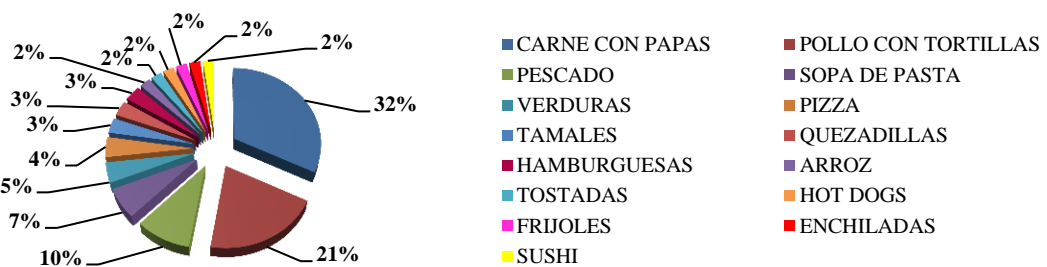 2%
2%
2%
2%
2%
2%
3%
3%
3%
4%
5%
7%
10%
21%
32%
CARNE CON PAPAS
POLLO CON TORTILLAS
PESCADO
SOPA DE PASTA
VERDURAS
PIZZA
TAMALES
QUEZADILLAS
HAMBURGUESAS
ARROZ
TOSTADAS
HOT DOGS
FRIJOLES
ENCHILADAS
SUSHI